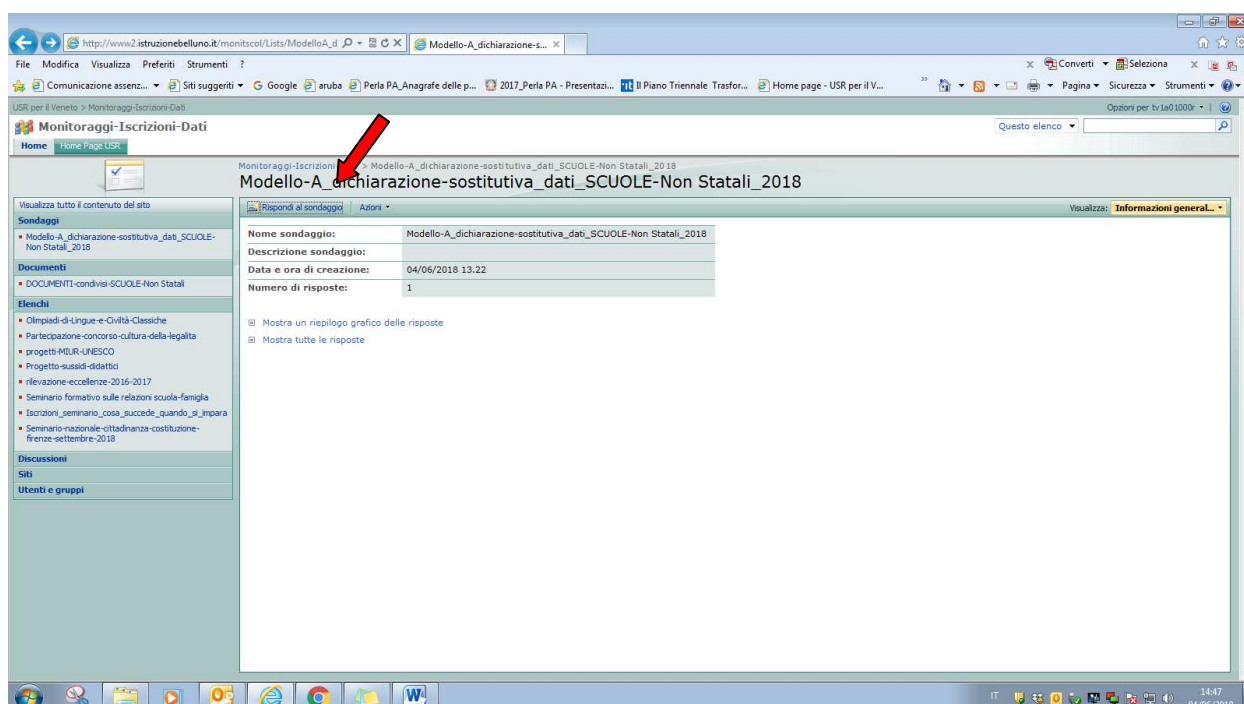 http://www2.istruzionebelluno.it/monitscol/Lists/ModelloA_d
Modello-A_dichiarazione-s...
File Modifica Visualizza Preferiti Strumenti ?
Converti Seleziona
Comunicazione assenz... Siti suggeriti Google aruba Perla PA_Anagrafe delle p... 2017_Perla PA - Presentazi... Il Piano Triennale Trasfor... Home page - USR per il V... Pagina Sicurezza Strumenti
USR per il Veneto > Monitoraggi-Iscrizioni-Dati
Opzioni per tv1a01000r
Monitoraggi-Iscrizioni-Dati
Questo elenco
Home Home Page USR
Monitoraggi-Iscrizioni > Modello-A_dichiarazione-sostitutiva_dati_SCUOLE-Non Statali_2018
Modello-A_dichiarazione-sostitutiva_dati_SCUOLE-Non Statali_2018
Visualizza tutto il contenuto del sito
Rispondi al sondaggio Azioni
Visualizza: Informazioni general...
Sondaggi
Modello-A_dichiarazione-sostitutiva_dati_SCUOLE-
Non Statali_2018
Documenti
DOCUMENTI-condivisi-SCUOLE-Non Statali
Elenchi
Olimpiadi-di-Lingue-e-Civiltà-Classiche
Partecipazione-concorso-cultura-della-legalita
progetti-MIUR-UNESCO
Progetto-sussidi-didattici
rilevazione-eccellenze-2016-2017
Seminario formativo sulle relazioni scuola-famiglia
Iscrizioni_seminario_cosa_succede_quando_si_impara
Seminario-nazionale-cittadinanza-costituzione-
firenze-settembre-2018
Discussioni
Siti
Utenti e gruppi
Nome sondaggio: Modello-A_dichiarazione-sostitutiva_dati_SCUOLE-Non Statali_2018
Descrizione sondaggio:
Data e ora di creazione: 04/06/2018 13.22
Numero di risposte: 1
Mostra un riepilogo grafico delle risposte
Mostra tutte le risposte
IT
14:47
04/06/2018